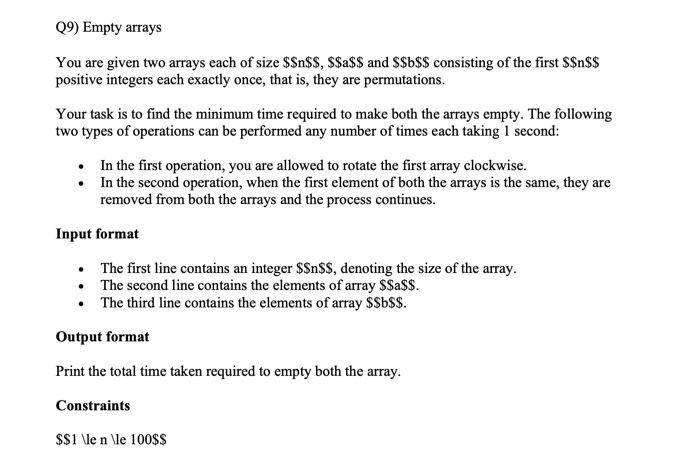 Q9) Empty arrays
You are given two arrays each of size $$n$$, $$a$$ and $$b$$ consisting of the first $$n$$
positive integers each exactly once, that is, they are permutations.
Your task is to find the minimum time required to make both the arrays empty. The following
two types of operations can be performed any number of times each taking 1 second:
• In the first operation, you are allowed to rotate the first array clockwise.
• In the second operation, when the first element of both the arrays is the same, they are
removed from both the arrays and the process continues.
Input format
• The first line contains an integer $$n$$, denoting the size of the array.
• The second line contains the elements of array $$a$$.
• The third line contains the elements of array $$b$$.
Output format
Print the total time taken required to empty both the array.
Constraints
$$1 \le n \le 100$$